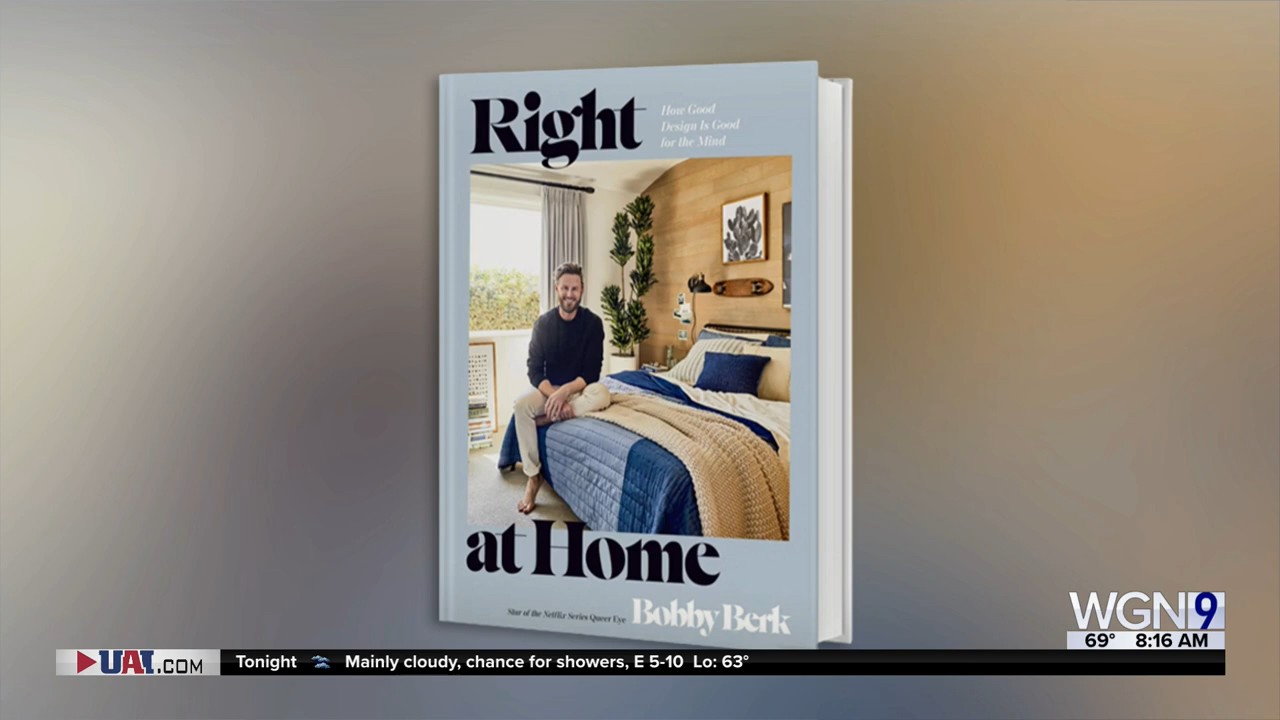 Right
How Good
Design Is Good
for the Mind
at Home
Star of the Netflix Series Queer Eye
Bobby Berk
WGN9
69° 8:16 AM
UAI.COM
Tonight Mainly cloudy, chance for showers, E 5-10 Lo: 63°